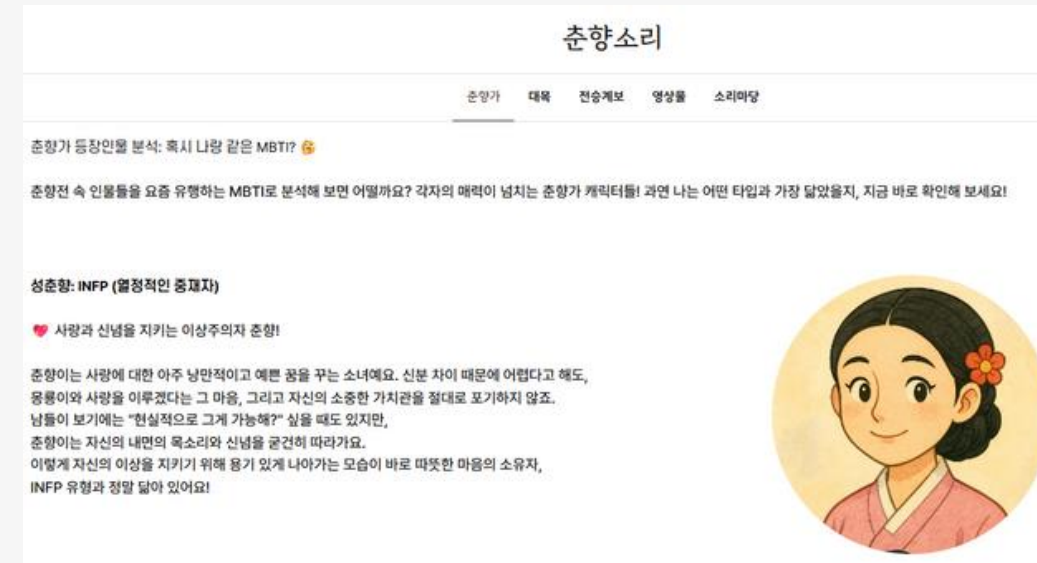 춘향소리
춘향가 대목 전승계보 영상물 소리마당
춘향가 등장인물 분석: 혹시 나랑 같은 MBTI? 🤔
춘향전 속 인물들을 요즘 유행하는 MBTI로 분석해 보면 어떨까요? 각자의 매력이 넘치는 춘향가 캐릭터들! 과연 나는 어떤 타입과 가장 닮았을지, 지금 바로 확인해 보세요!
성춘향: INFP (열정적인 중재자)
💖 사랑과 신념을 지키는 이상주의자 춘향!
춘향이는 사랑에 대한 아주 낭만적이고 예쁜 꿈을 꾸는 소녀예요. 신분 차이 때문에 어렵다고 해도,
몽룡이와 사랑을 이루겠다는 그 마음, 그리고 자신의 소중한 가치관을 절대로 포기하지 않죠.
남들이 보기에는 “현실적으로 그게 가능해?” 싶을 때도 있지만,
춘향이는 자신의 내면의 목소리와 신념을 굳건히 따라가요.
이렇게 자신의 이상을 지키기 위해 용기 있게 나아가는 모습이 바로 따뜻한 마음의 소유자,
INFP 유형과 정말 닮아 있어요!